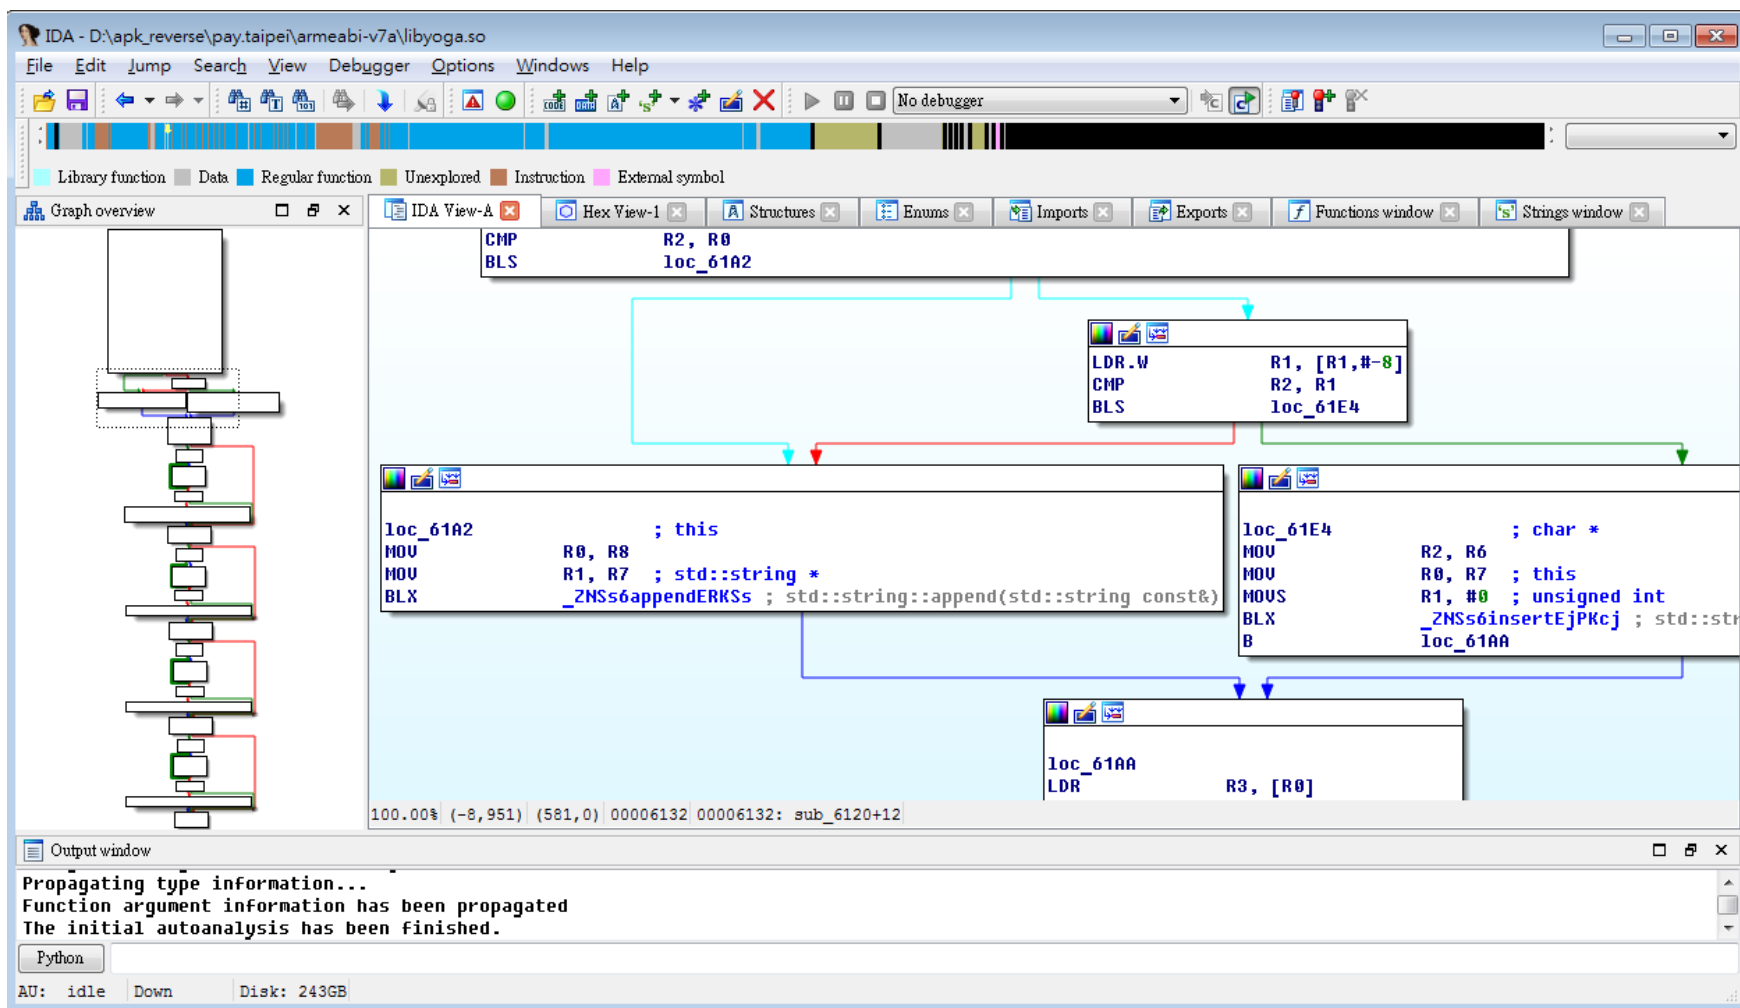 IDA - D:\apk_reverse\pay.taipei\armeabi-v7a\libyoga.so
File Edit Jump Search View Debugger Options Windows Help
No debugger
Library function Data Regular function Unexplored Instruction External symbol
Graph overview
IDA View-A Hex View-1 Structures Enums Imports Exports Functions window Strings window
CMP R2, R0
BLS loc_61A2
LDR.W R1, [R1,#-8]
CMP R2, R1
BLS loc_61E4
loc_61A2 ; this
MOV R0, R8
MOV R1, R7 ; std::string *
BLX _ZNSs6appendERKSs ; std::string::append(std::string const&)
loc_61E4 ; char *
MOV R2, R6
MOV R0, R7 ; this
MOVS R1, #0 ; unsigned int
BLX _ZNSs6insertEjPKcj ; std::str
B loc_61AA
loc_61AA
LDR R3, [R0]
100.00% (-8,951) (581,0) 00006132 00006132: sub_6120+12
Output window
Propagating type information...
Function argument information has been propagated
The initial autoanalysis has been finished.
Python
AU: idle Down Disk: 243GB